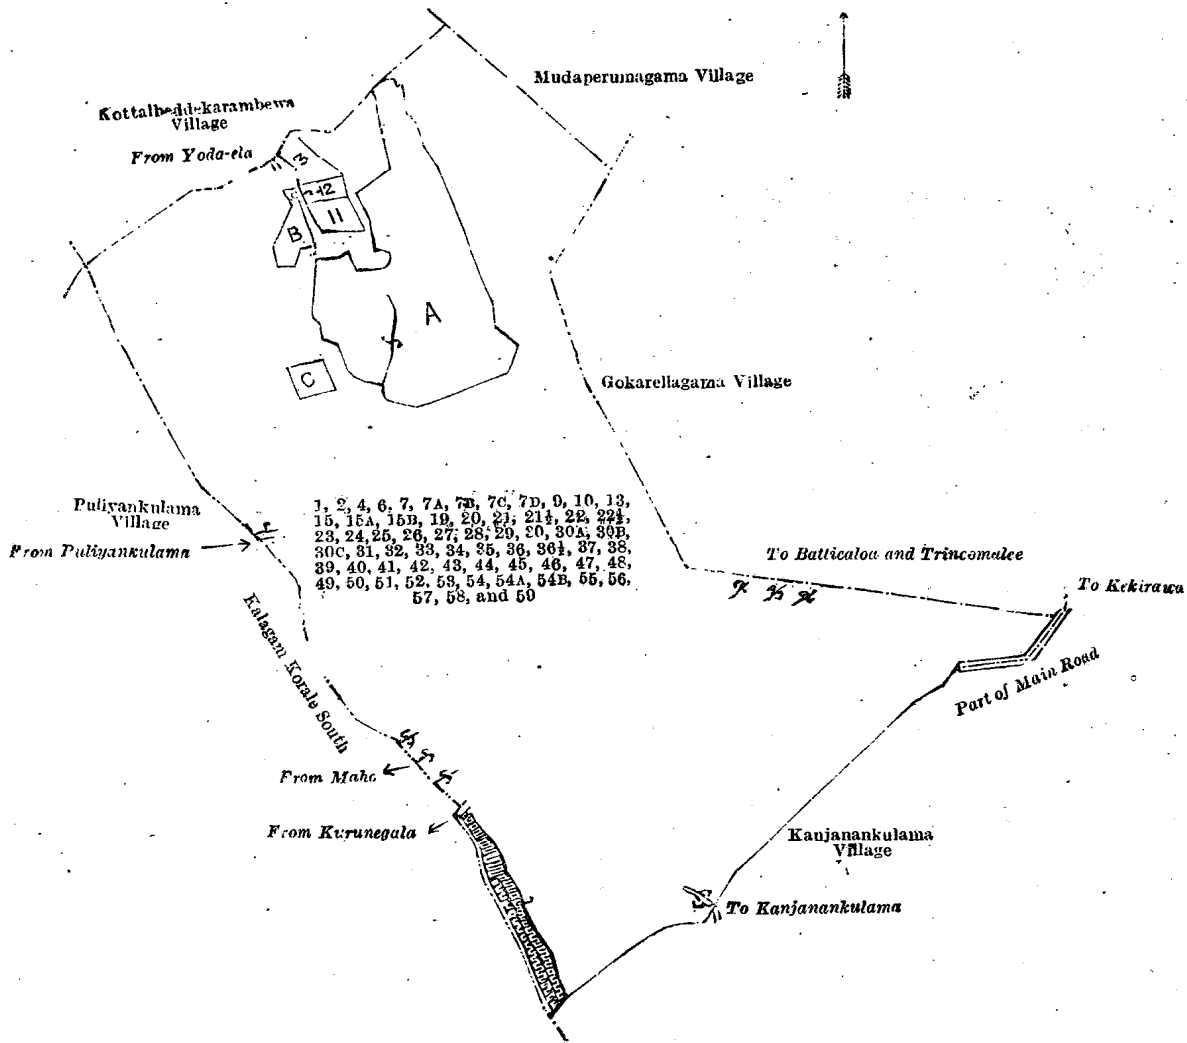 Mudaperumagama Village
Kottalbeddekarambewa
Village
From Yoda-ela
3
12
11
B
A
C
Gokarellagama Village
Puliyankulama
Village
From Puliyankulama
1, 2, 4, 6, 7, 7A, 7B, 7C, 7D, 9, 10, 13,
15, 15A, 15B, 19, 20, 21, 21½, 22, 22½,
23, 24, 25, 26, 27, 28, 29, 30, 30A, 30B,
30C, 31, 32, 33, 34, 35, 36, 36½, 37, 38,
39, 40, 41, 42, 43, 44, 45, 46, 47, 48,
49, 50, 51, 52, 53, 54, 54A, 54B, 55, 56,
57, 58, and 59
To Batticaloa and Trincomalee
To Kekirawa
Part of Main Road
Kalagam Korale South
From Maho
From Kurunegala
Kanjanankulama
Village
To Kanjanankulama